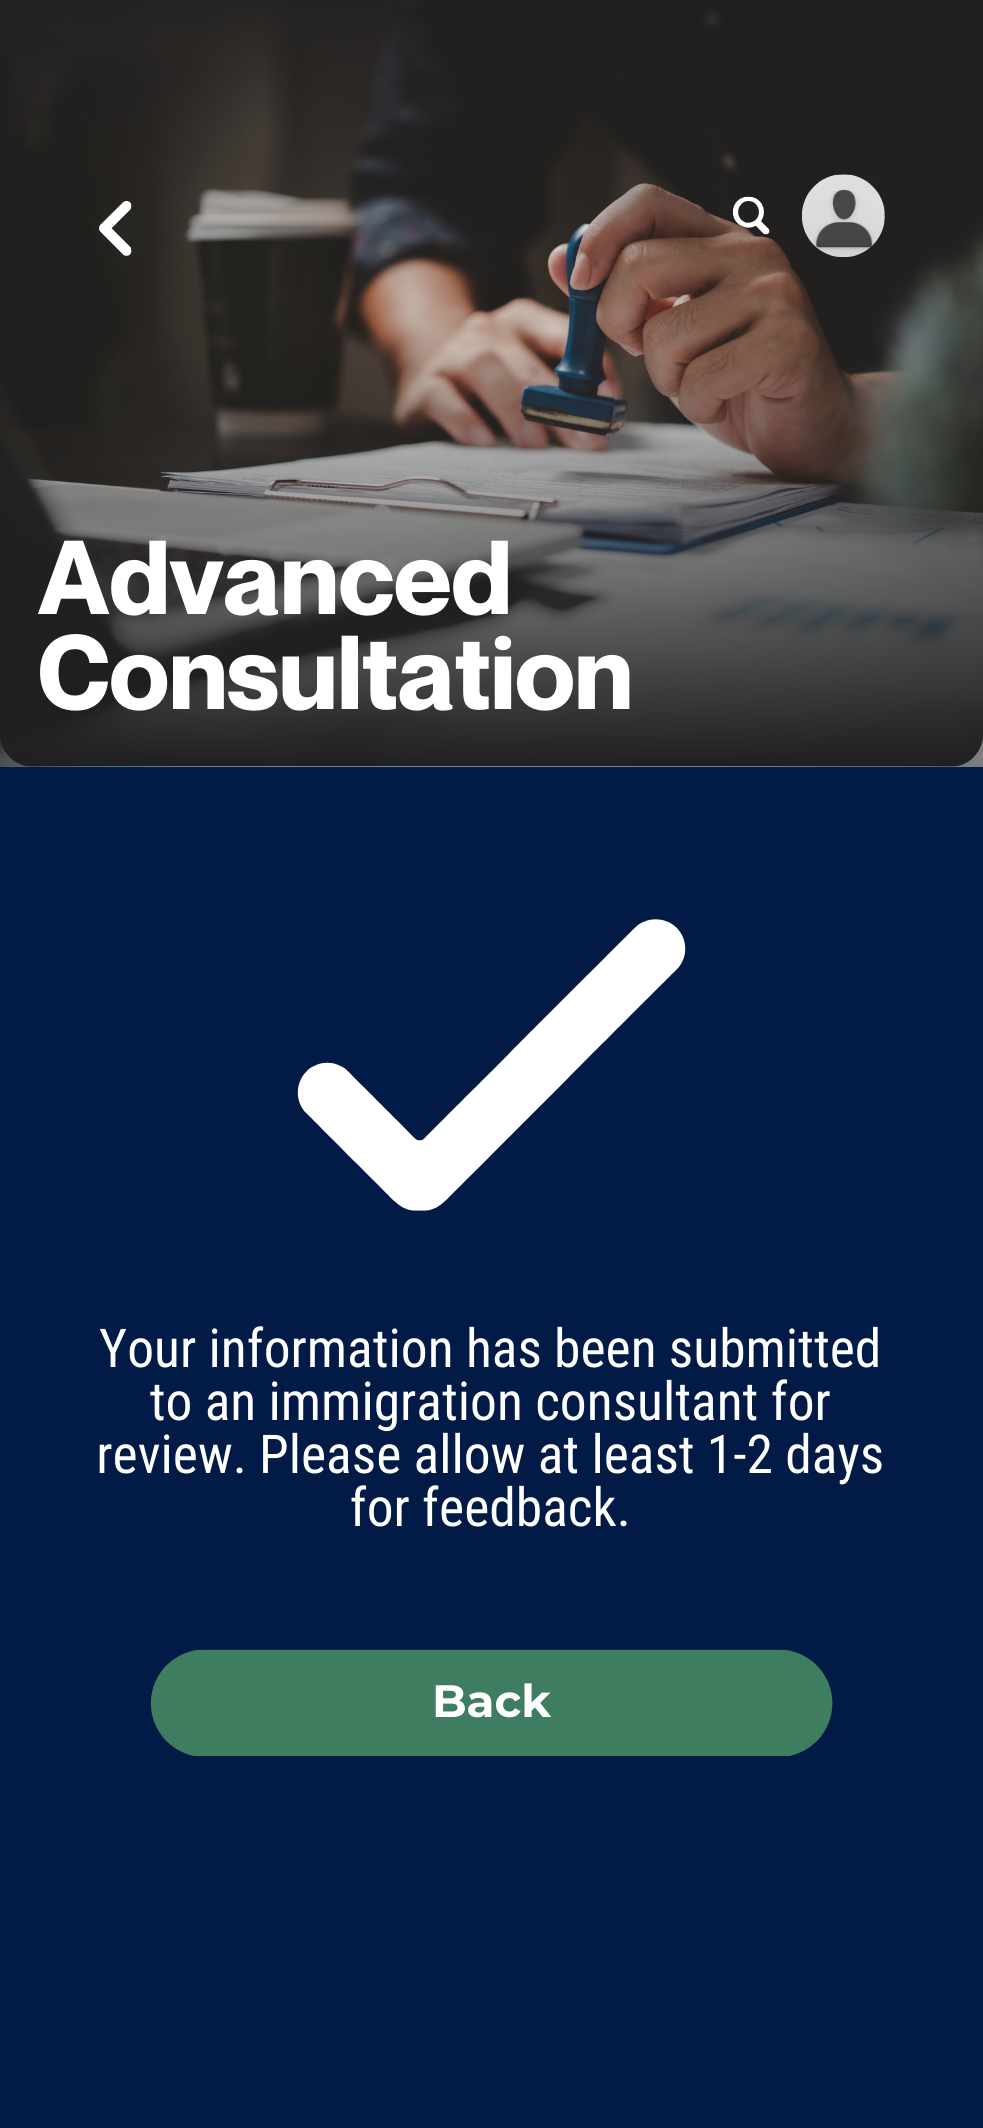 Advanced
Consultation
Your information has been submitted
to an immigration consultant for
review. Please allow at least 1-2 days
for feedback.
Back